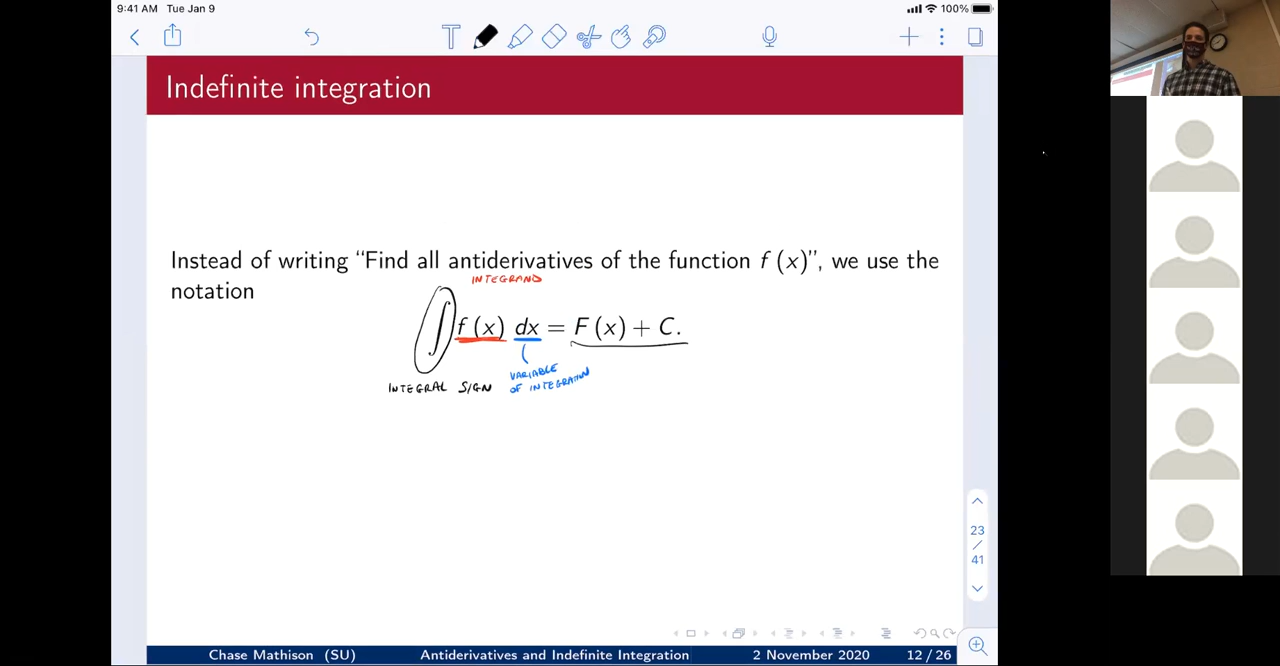 9:41 AM Tue Jan 9
100%
Indefinite integration
Instead of writing “Find all antiderivatives of the function f (x)”, we use the
notation
INTEGRAND
∫ f (x) dx = F (x) + C.
INTEGRAL SIGN
VARIABLE
OF INTEGRATION
23
/
41
Chase Mathison (SU) Antiderivatives and Indefinite Integration 2 November 2020 12 / 26